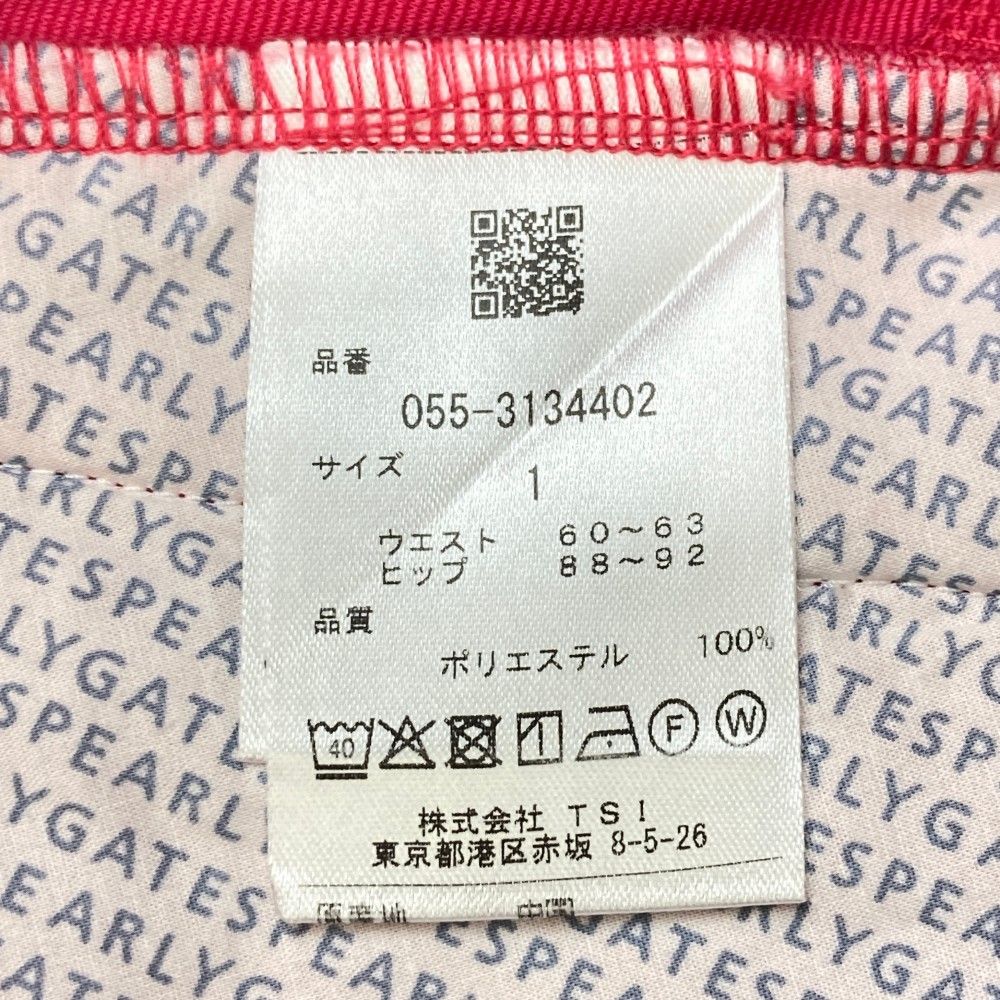 品番
055-3134402
サイズ
1
ウエスト 60〜63
ヒップ 88〜92
品質
ポリエステル 100%
40
F
W
株式会社 TSI
東京都港区赤坂 8-5-26
PEARLYGATESPEARLYGATES